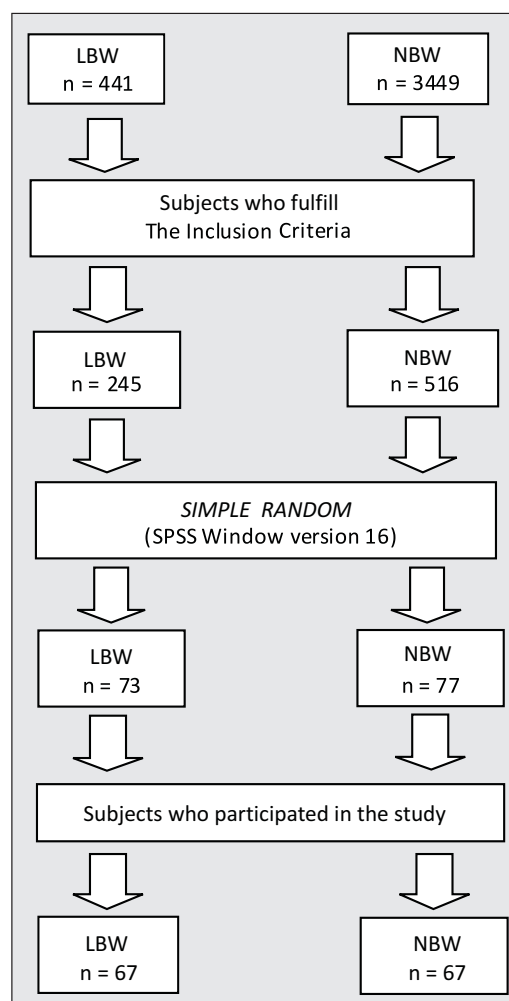 LBW
n = 441
NBW
n = 3449
Subjects who fulfill
The Inclusion Criteria
LBW
n = 245
NBW
n = 516
SIMPLE RANDOM
(SPSS Window version 16)
LBW
n = 73
NBW
n = 77
Subjects who participated in the study
LBW
n = 67
NBW
n = 67